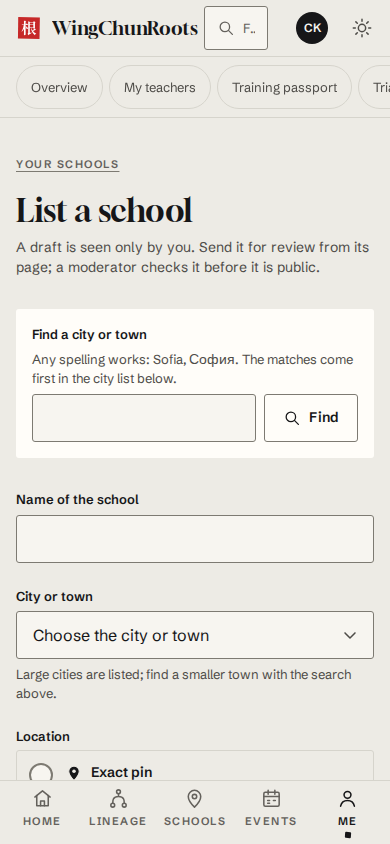 根 WingChunRoots F.. CK
Overview My teachers Training passport Tria
YOUR SCHOOLS
List a school
A draft is seen only by you. Send it for review from its
page; a moderator checks it before it is public.
Find a city or town
Any spelling works: Sofia, София. The matches come
first in the city list below.
Find
Name of the school
City or town
Choose the city or town
Large cities are listed; find a smaller town with the search
above.
Location
Exact pin
HOME LINEAGE SCHOOLS EVENTS ME